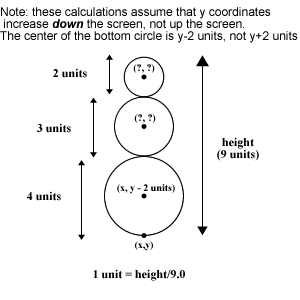 Note: these calculations assume that y coordinates
increase down the screen, not up the screen.
The center of the bottom circle is y-2 units, not y+2 units
2 units
(?, ?)
3 units
(?, ?)
height
(9 units)
4 units
(x, y - 2 units)
(x,y)
1 unit = height/9.0